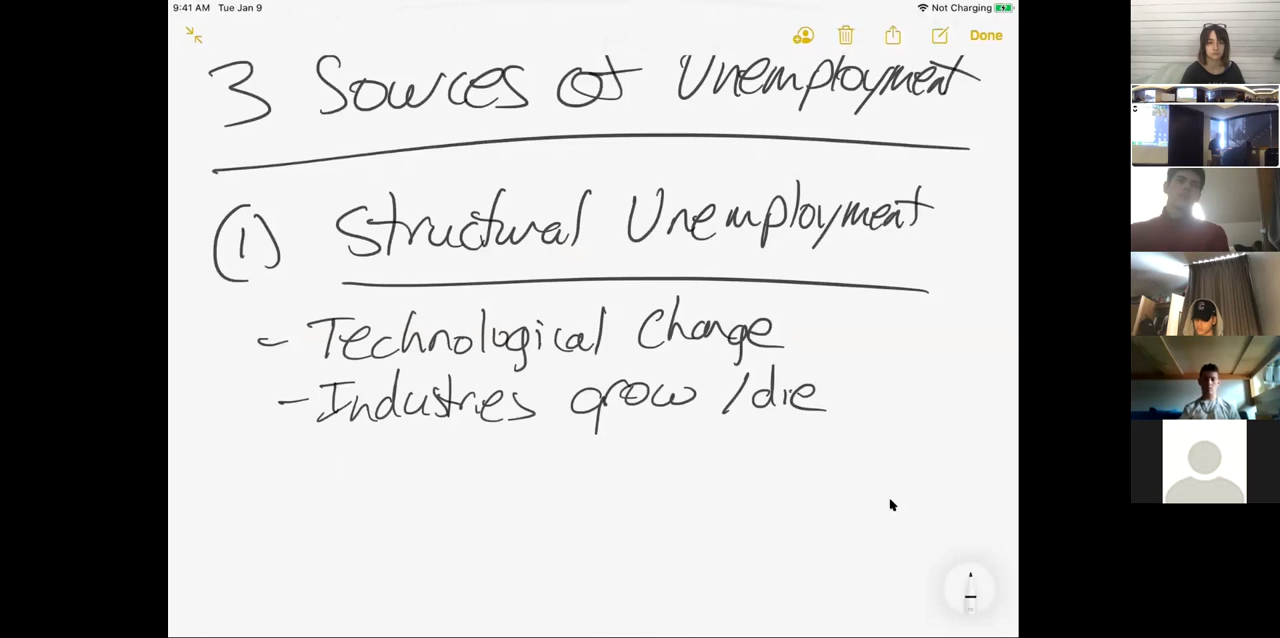 9:41 AM Tue Jan 9
Not Charging
Done
3 Sources of Unemployment
(1) Structural Unemployment
- Technological Change
- Industries grow / die